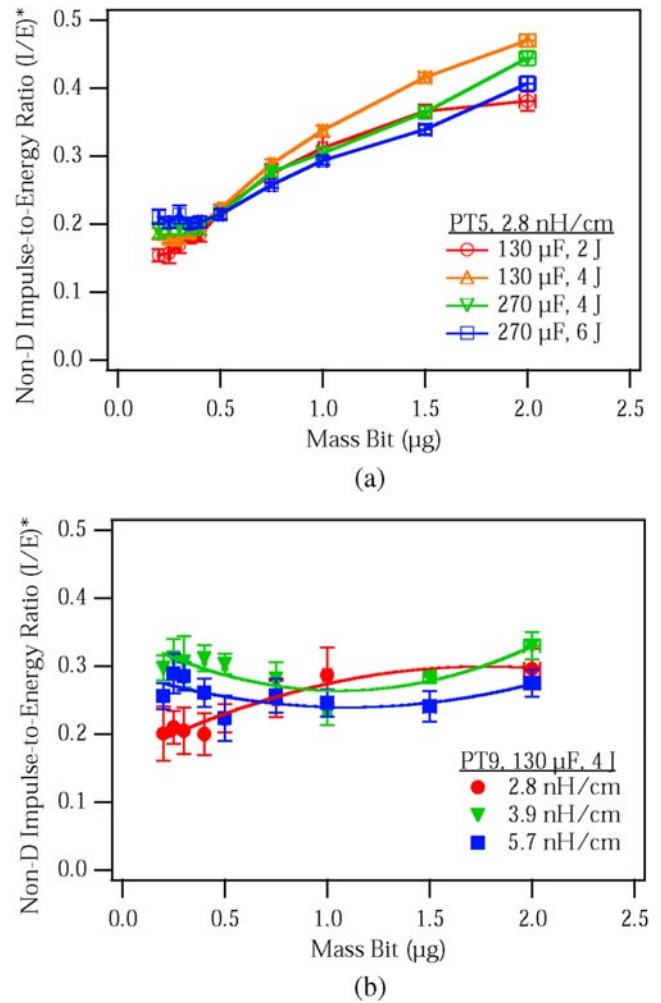 Non-D Impulse-to-Energy Ratio (I/E)*
0.5
0.4
0.3
0.2
0.1
0.0
PT5, 2.8 nH/cm
130 µF, 2 J
130 µF, 4 J
270 µF, 4 J
270 µF, 6 J
0.0 0.5 1.0 1.5 2.0 2.5
Mass Bit (µg)
(a)
Non-D Impulse-to-Energy Ratio (I/E)*
0.5
0.4
0.3
0.2
0.1
0.0
PT9, 130 µF, 4 J
2.8 nH/cm
3.9 nH/cm
5.7 nH/cm
0.0 0.5 1.0 1.5 2.0 2.5
Mass Bit (µg)
(b)